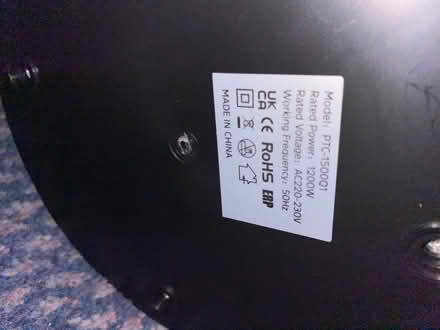 Model: PTC-1500Q1
Rated Power: 1200W
Rated Voltage: AC220-230V
Working Frequency: 50Hz
UK CA CE RoHS ERP
MADE IN CHINA